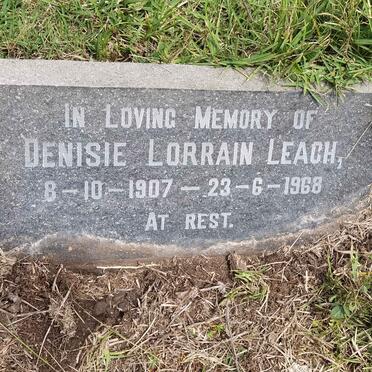 In Loving Memory of
Denisie Lorrain Leach,
8-10-1907 - 23-6-1968
At rest.